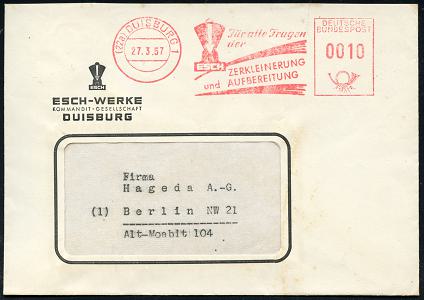 (22a) DUISBURG 1
27.3.57
Für alle Fragen
der
ESCH
ZERKLEINERUNG
und AUFBEREITUNG
DEUTSCHE
BUNDESPOST
0010
ESCH
ESCH-WERKE
KOMMANDIT-GESELLSCHAFT
DUISBURG
Firma
Hageda A.-G.
(1) Berlin NW 21
Alt-Moabit 104